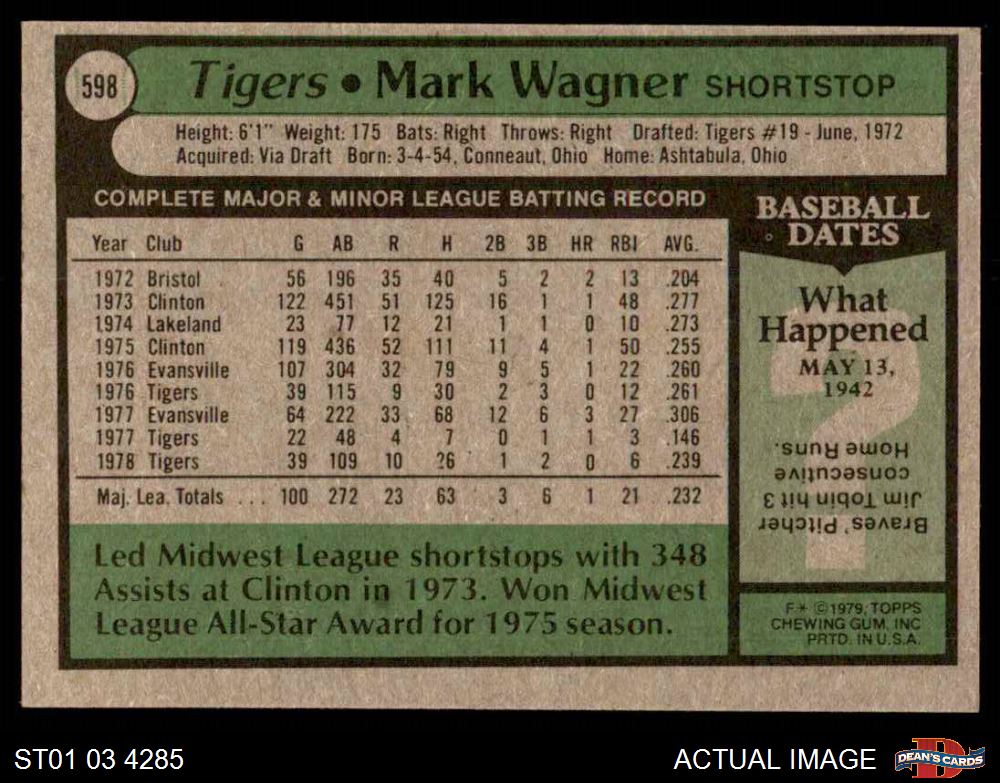 598
Tigers • Mark Wagner SHORTSTOP
Height: 6'1" Weight: 175 Bats: Right Throws: Right Drafted: Tigers #19 - June, 1972
Acquired: Via Draft Born: 3-4-54, Conneaut, Ohio Home: Ashtabula, Ohio
COMPLETE MAJOR & MINOR LEAGUE BATTING RECORD
Year Club G AB R H 2B 3B HR RBI AVG.
1972 Bristol 56 196 35 40 5 2 2 13 .204
1973 Clinton 122 451 51 125 16 1 1 48 .277
1974 Lakeland 23 77 12 21 1 1 0 10 .273
1975 Clinton 119 436 52 111 11 4 1 50 .255
1976 Evansville 107 304 32 79 9 5 1 22 .260
1976 Tigers 39 115 9 30 2 3 0 12 .261
1977 Evansville 64 222 33 68 12 6 3 27 .306
1977 Tigers 22 48 4 7 0 1 1 3 .146
1978 Tigers 39 109 10 26 1 2 0 6 .239
Maj. Lea. Totals ... 100 272 23 63 3 6 1 21 .232
Led Midwest League shortstops with 348
Assists at Clinton in 1973. Won Midwest
League All-Star Award for 1975 season.
BASEBALL
DATES
?
What
Happened
MAY 13,
1942
Braves' Pitcher
Jim Tobin hit 3
consecutive
Home Runs.
F* © 1979, TOPPS
CHEWING GUM, INC
PRTD. IN U.S.A.
ST01 03 4285
ACTUAL IMAGE
D
DEAN'S CARDS